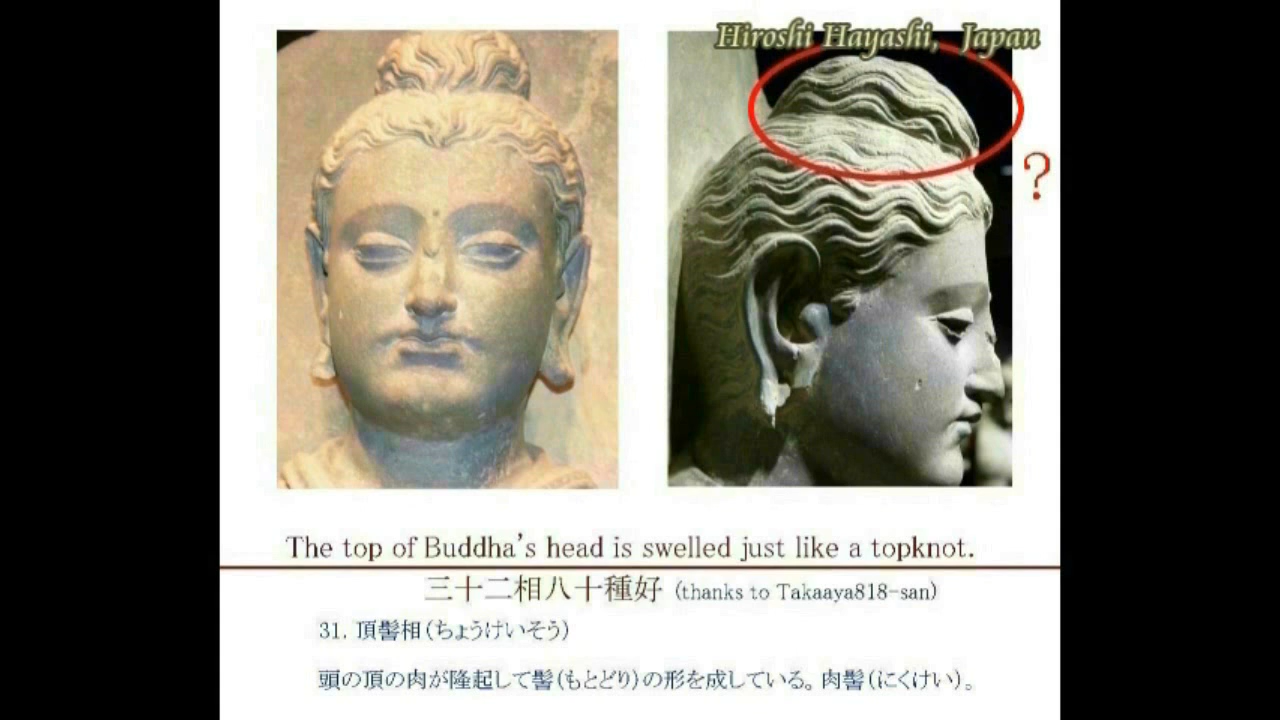 Hiroshi Hayashi, Japan
?
The top of Buddha's head is swelled just like a topknot.
三十二相八十種好 (thanks to Takaaya818-san)
31. 頂髻相(ちょうけいそう)
頭の頂の肉が隆起して髻(もとどり)の形を成している。肉髻(にくけい)。